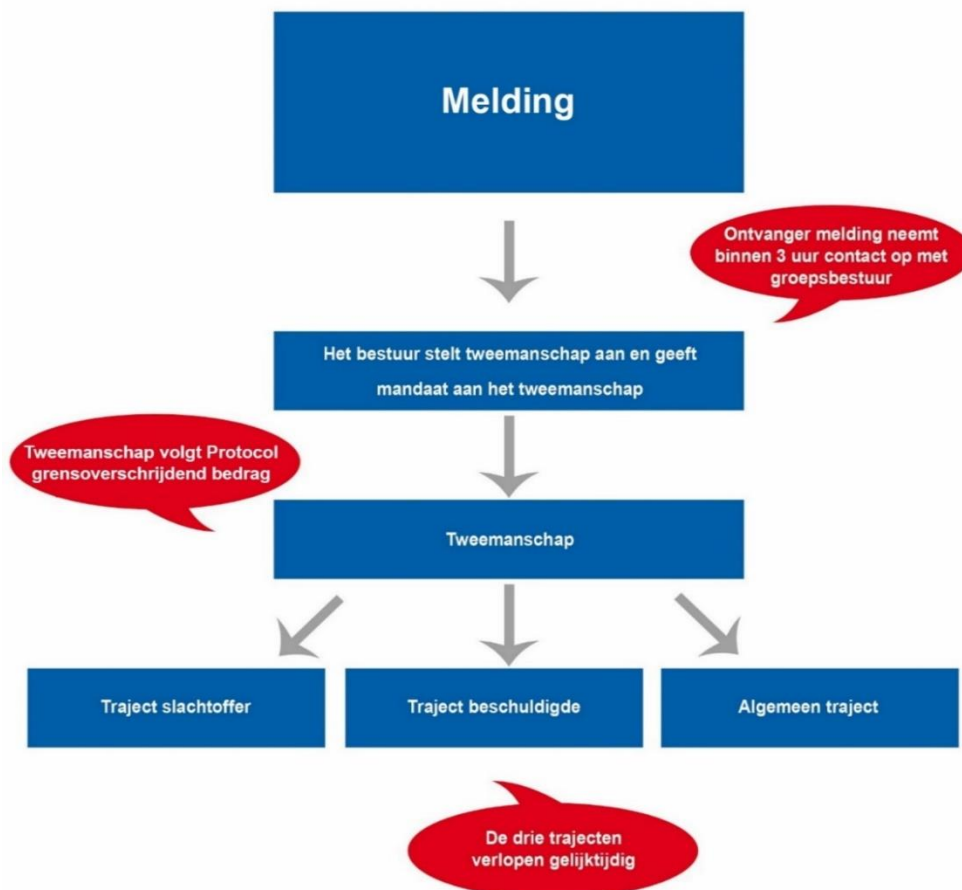 Melding
Ontvanger melding neemt
binnen 3 uur contact op met
groepsbestuur
Het bestuur stelt tweemanschap aan en geeft
mandaat aan het tweemanschap
Tweemanschap volgt Protocol
grensoverschrijdend bedrag
Tweemanschap
Traject slachtoffer
Traject beschuldigde
Algemeen traject
De drie trajecten
verlopen gelijktijdig